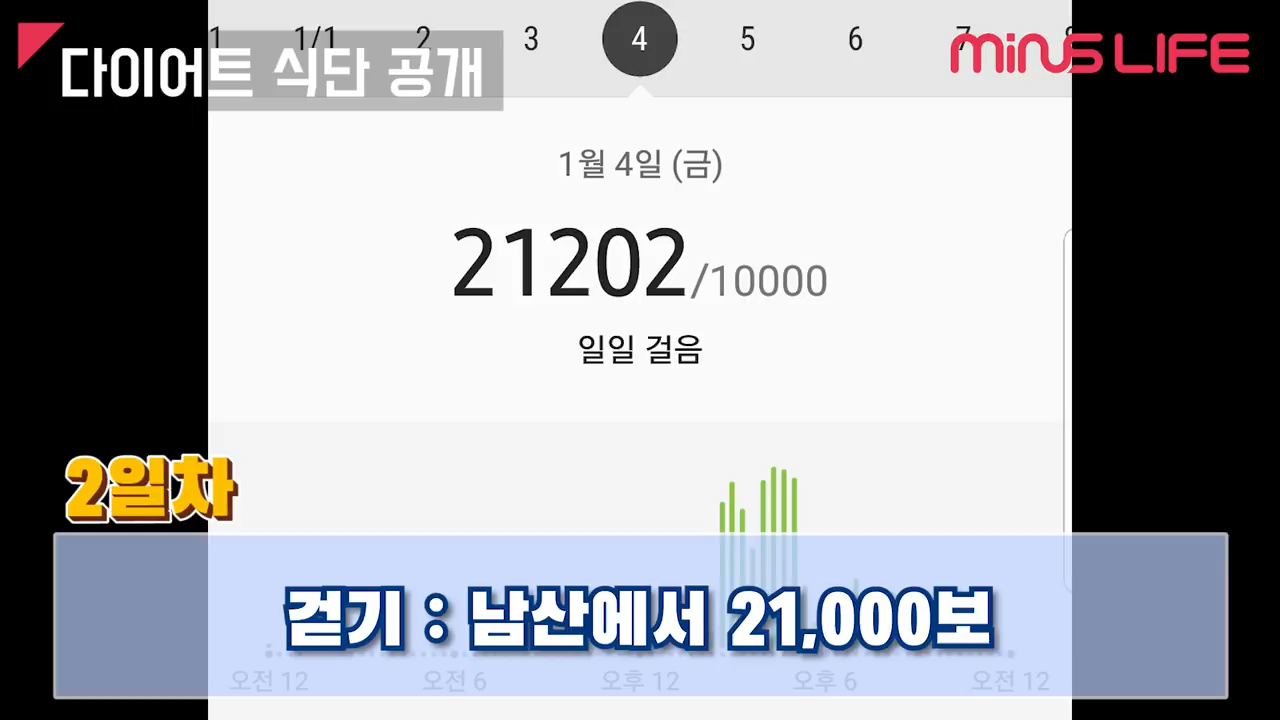 1 1/1 2 3 4 5 6 7 8
다이어트 식단 공개
mins LIFE
1월 4일 (금)
21202/10000
일일 걸음
2일차
걷기 : 남산에서 21,000보
오전 12 오전 6 오후 12 오후 6 오전 12